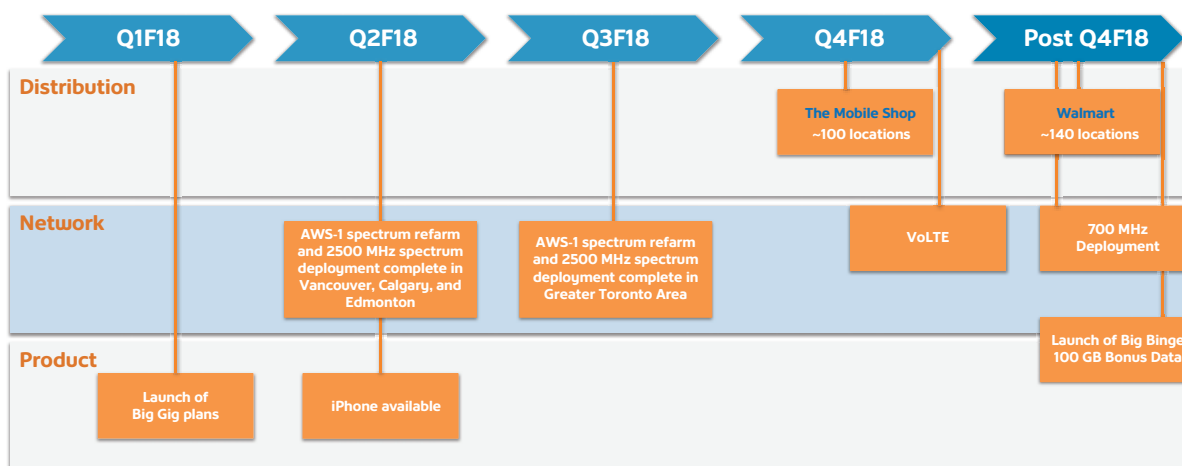 Q1F18
Q2F18
Q3F18
Q4F18
Post Q4F18
Distribution
The Mobile Shop
~100 locations
Walmart
~140 locations
Network
AWS-1 spectrum refarm
and 2500 MHz spectrum
deployment complete in
Vancouver, Calgary, and
Edmonton
AWS-1 spectrum refarm
and 2500 MHz spectrum
deployment complete in
Greater Toronto Area
VoLTE
700 MHz
Deployment
Product
Launch of
Big Gig plans
iPhone available
Launch of Big Binge
100 GB Bonus Data